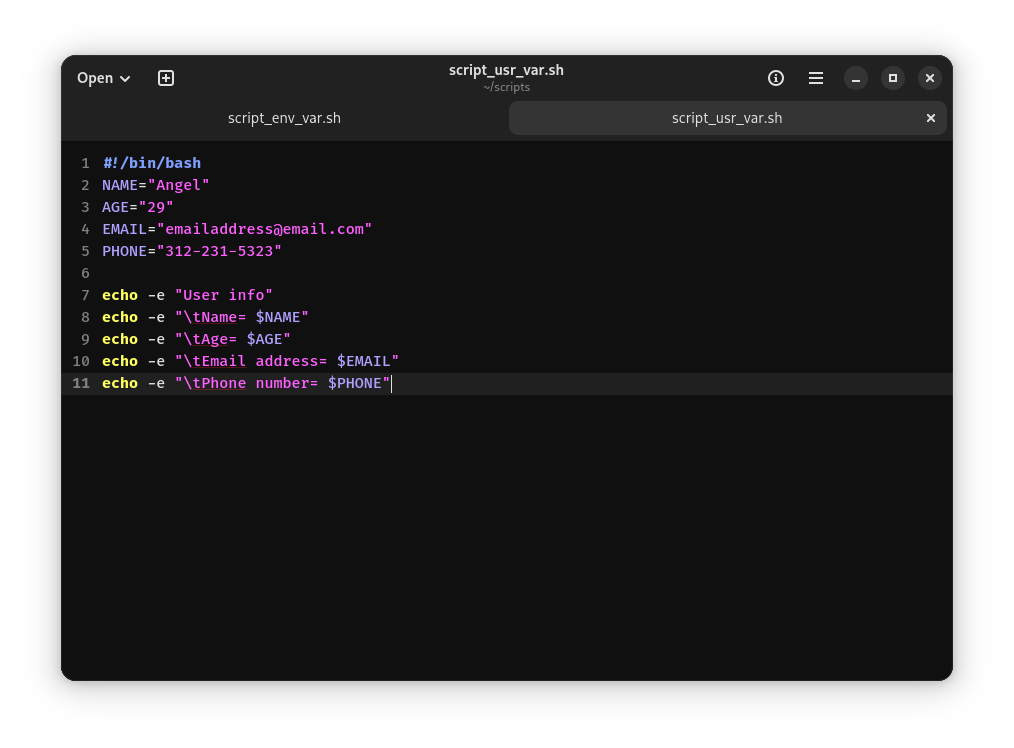 Open
script_usr_var.sh
~/scripts
script_env_var.sh
script_usr_var.sh
1 #!/bin/bash
2 NAME="Angel"
3 AGE="29"
4 EMAIL="emailaddress@email.com"
5 PHONE="312-231-5323"
6
7 echo -e "User info"
8 echo -e "\tName= $NAME"
9 echo -e "\tAge= $AGE"
10 echo -e "\tEmail address= $EMAIL"
11 echo -e "\tPhone number= $PHONE"